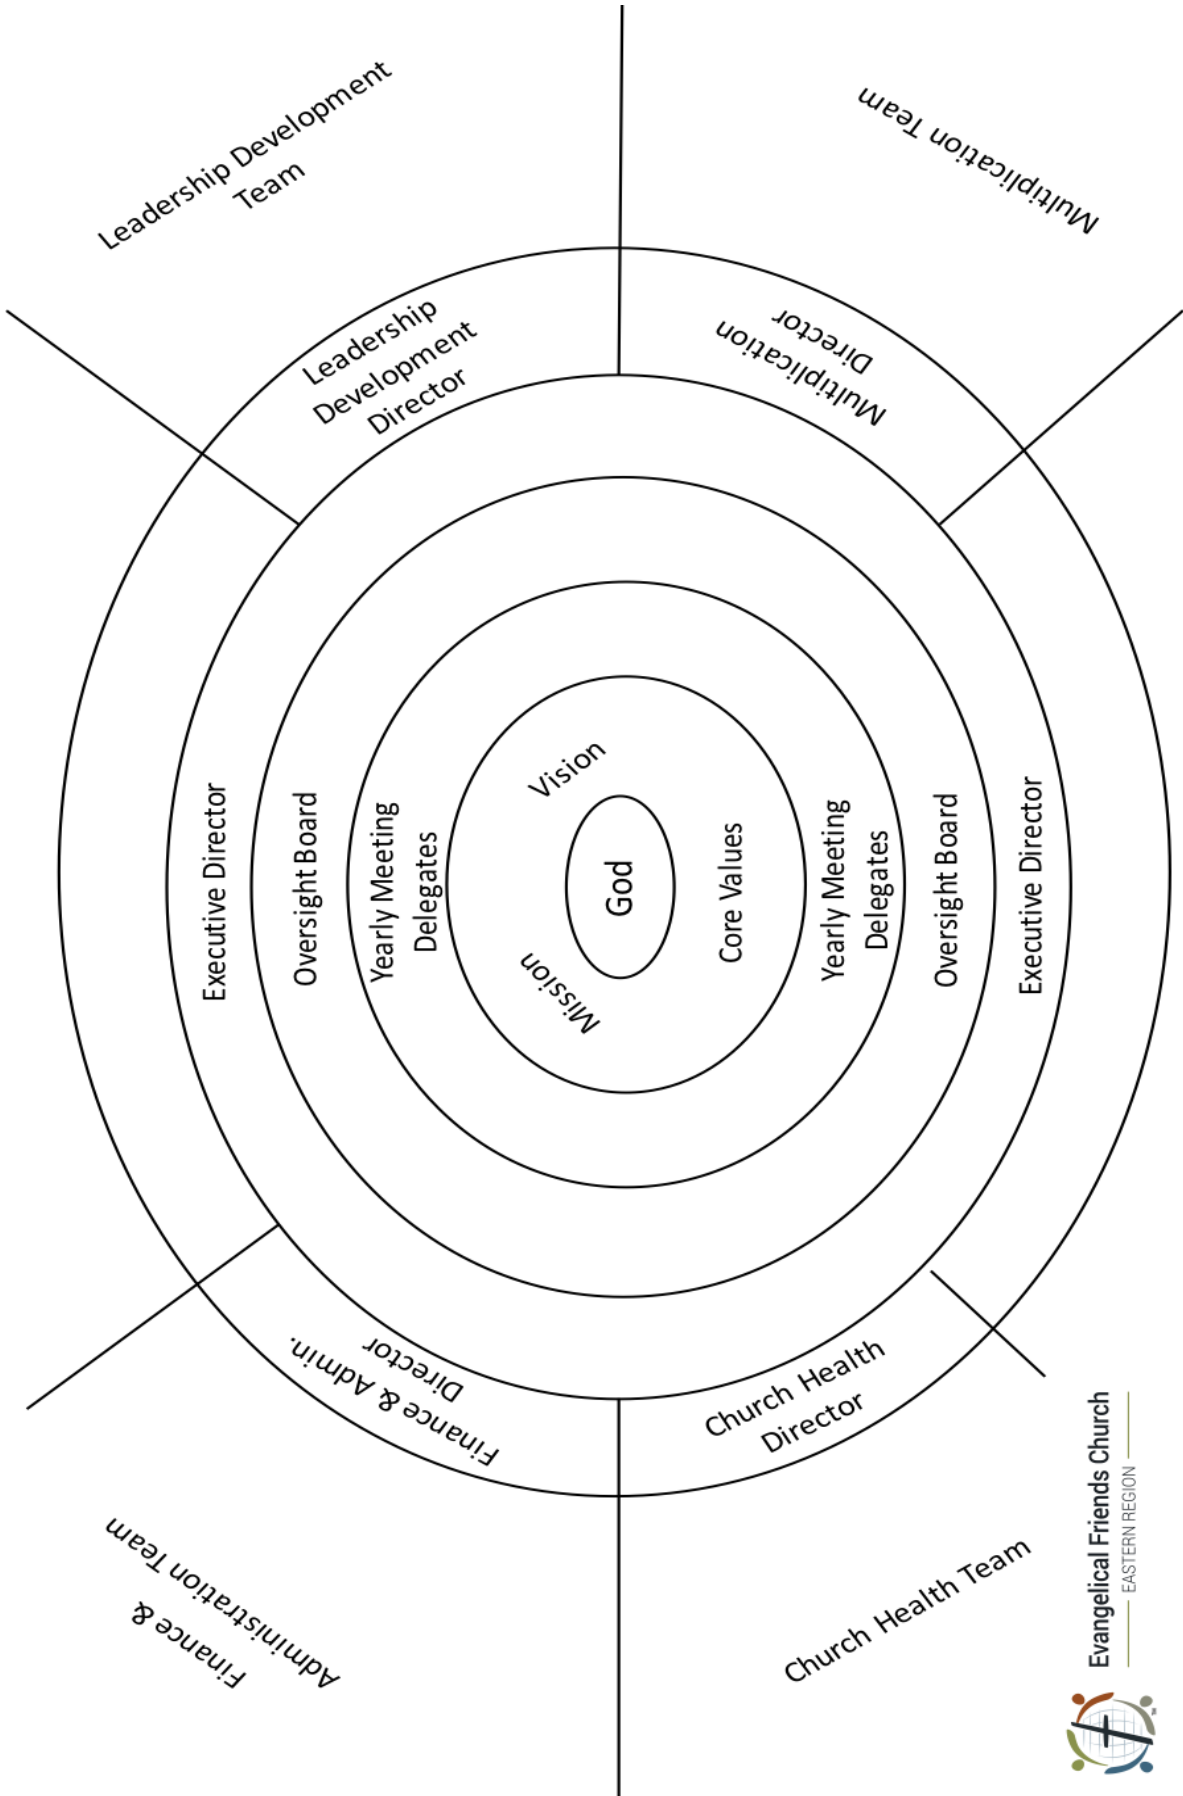 Finance &
Administration Team
Leadership Development
Team
Finance & Admin.
Director
Executive Director
Leadership
Development
Director
Oversight Board
Yearly Meeting
Delegates
Mission
Vision
God
Core Values
Yearly Meeting
Delegates
Oversight Board
Executive Director
Church Health
Director
Multiplication
Director
Church Health Team
Multiplication Team
Evangelical Friends Church
EASTERN REGION
TM